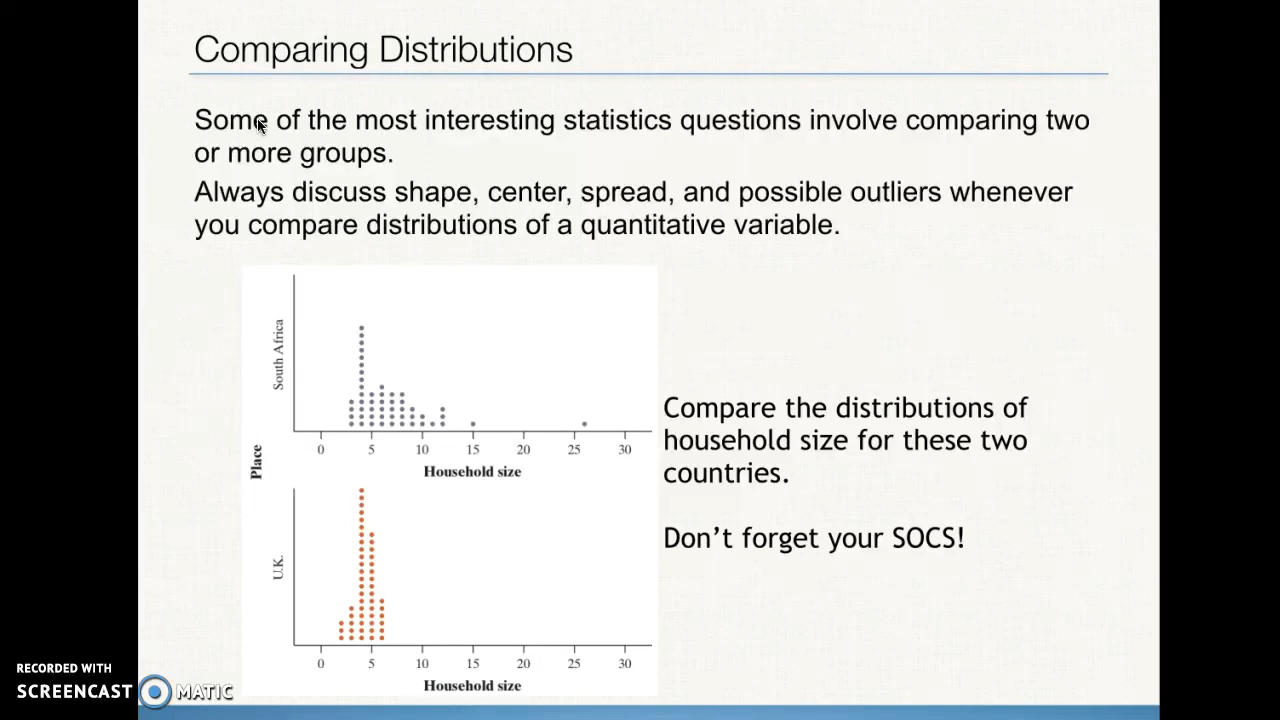 Comparing Distributions
Some of the most interesting statistics questions involve comparing two
or more groups.
Always discuss shape, center, spread, and possible outliers whenever
you compare distributions of a quantitative variable.
Place
South Africa
0 5 10 15 20 25 30
Household size
U.K.
0 5 10 15 20 25 30
Household size
Compare the distributions of
household size for these two
countries.
Don’t forget your SOCS!
RECORDED WITH
SCREENCAST MATIC